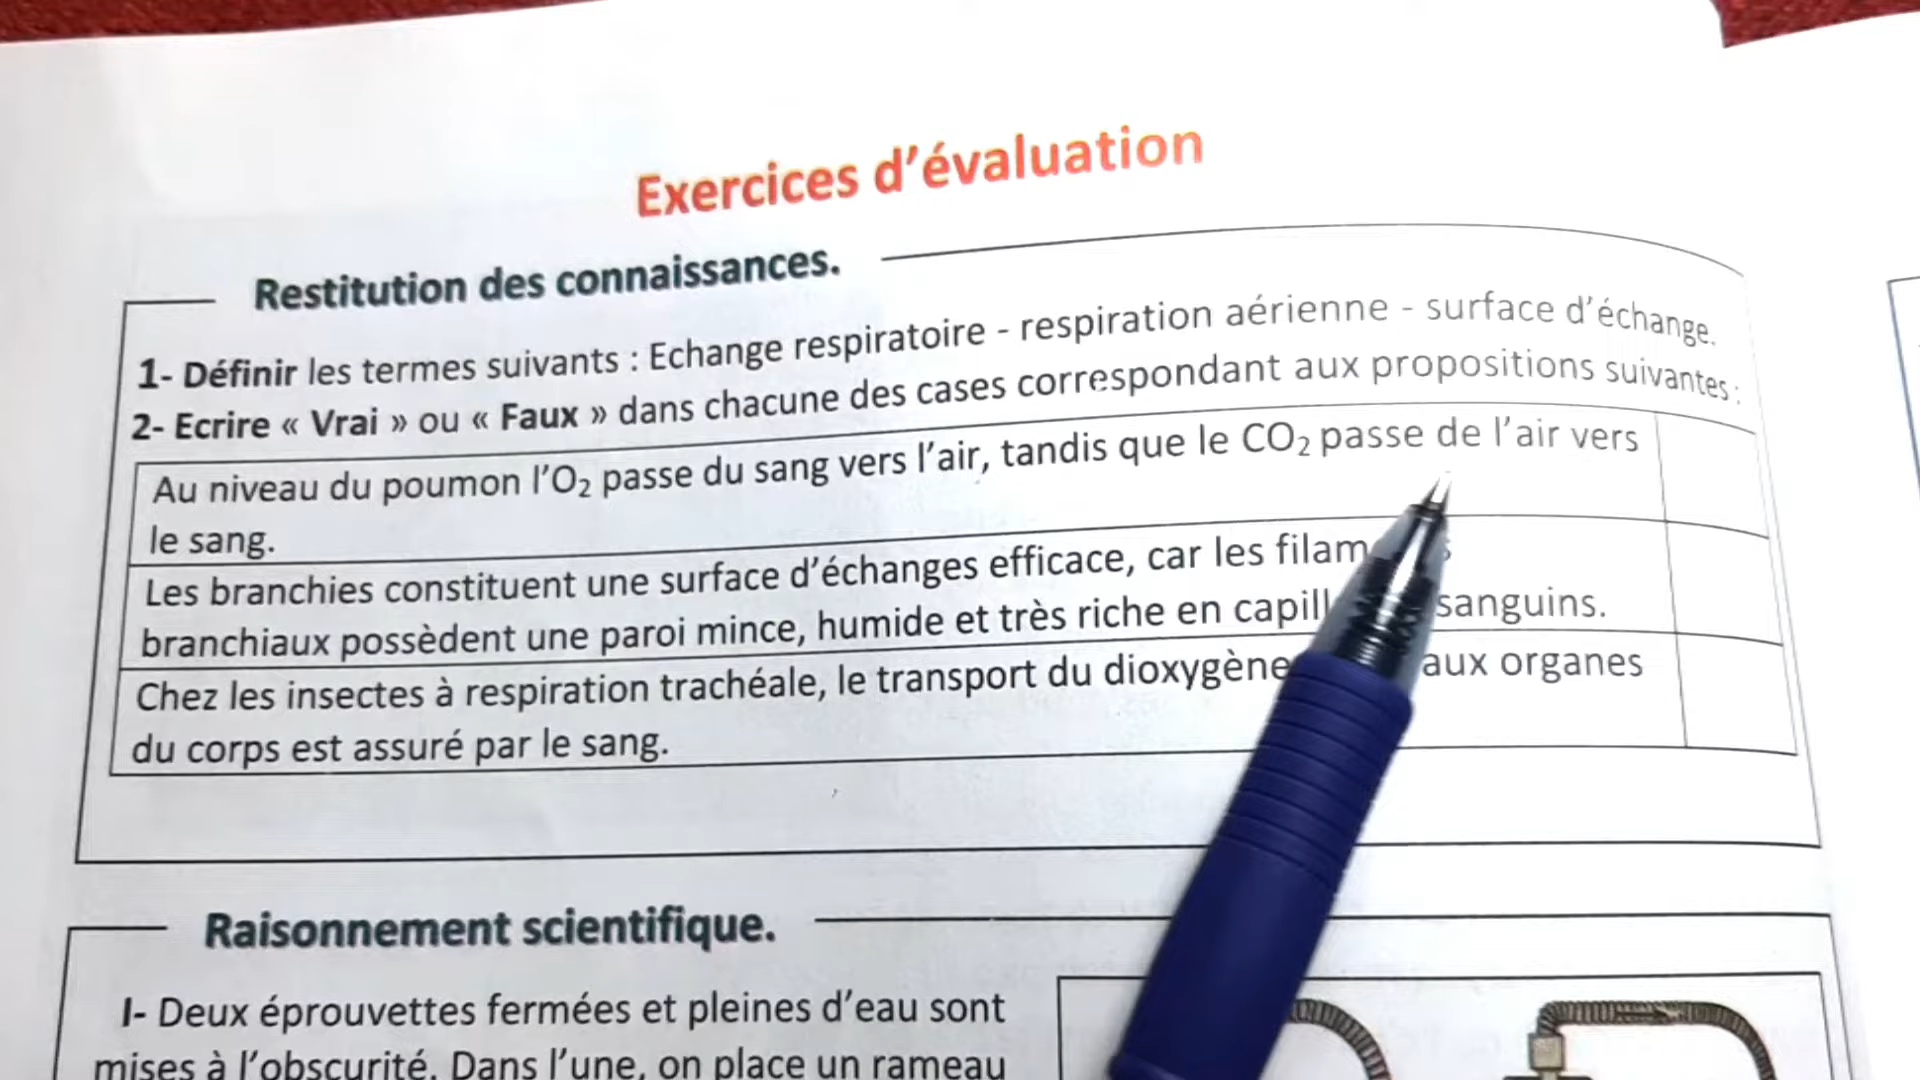 Exercices d'évaluation
Restitution des connaissances.
1- Définir les termes suivants : Echange respiratoire - respiration aérienne - surface d'échange.
2- Ecrire « Vrai » ou « Faux » dans chacune des cases correspondant aux propositions suivantes :
Au niveau du poumon l'O₂ passe du sang vers l'air, tandis que le CO₂ passe de l'air vers
le sang.
Les branchies constituent une surface d'échanges efficace, car les
branchiaux possèdent une paroi mince, humide et très riche en sanguins.
Chez les insectes à respiration trachéale, le transport du dioxygène aux organes
du corps est assuré par le sang.
Raisonnement scientifique.
I- Deux éprouvettes fermées et pleines d'eau sont
mises à l'obscurité. Dans l'une, on place un rameau